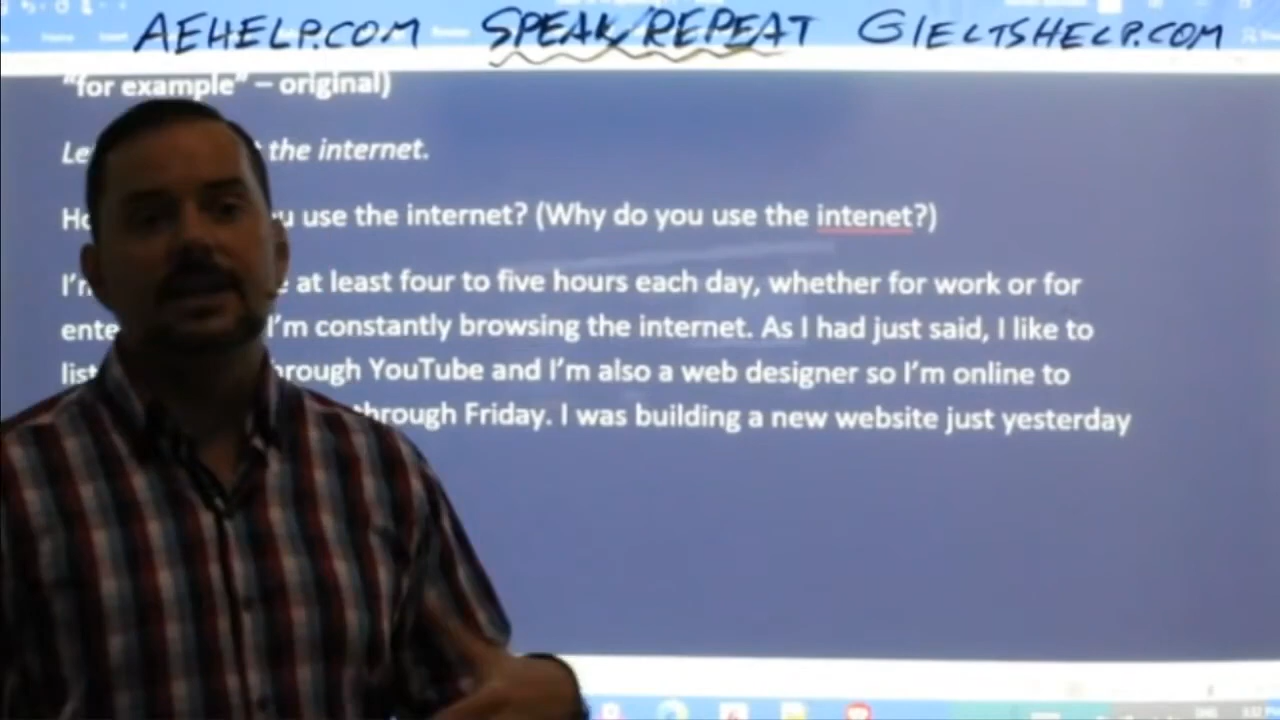 AEHELP.COM SPEAK/REPEAT GIELTSHELP.COM
"for example" – original)
the internet.
use the internet? (Why do you use the intenet?)
I'm at least four to five hours each day, whether for work or for
I'm constantly browsing the internet. As I had just said, I like to
through YouTube and I'm also a web designer so I'm online to
through Friday. I was building a new website just yesterday